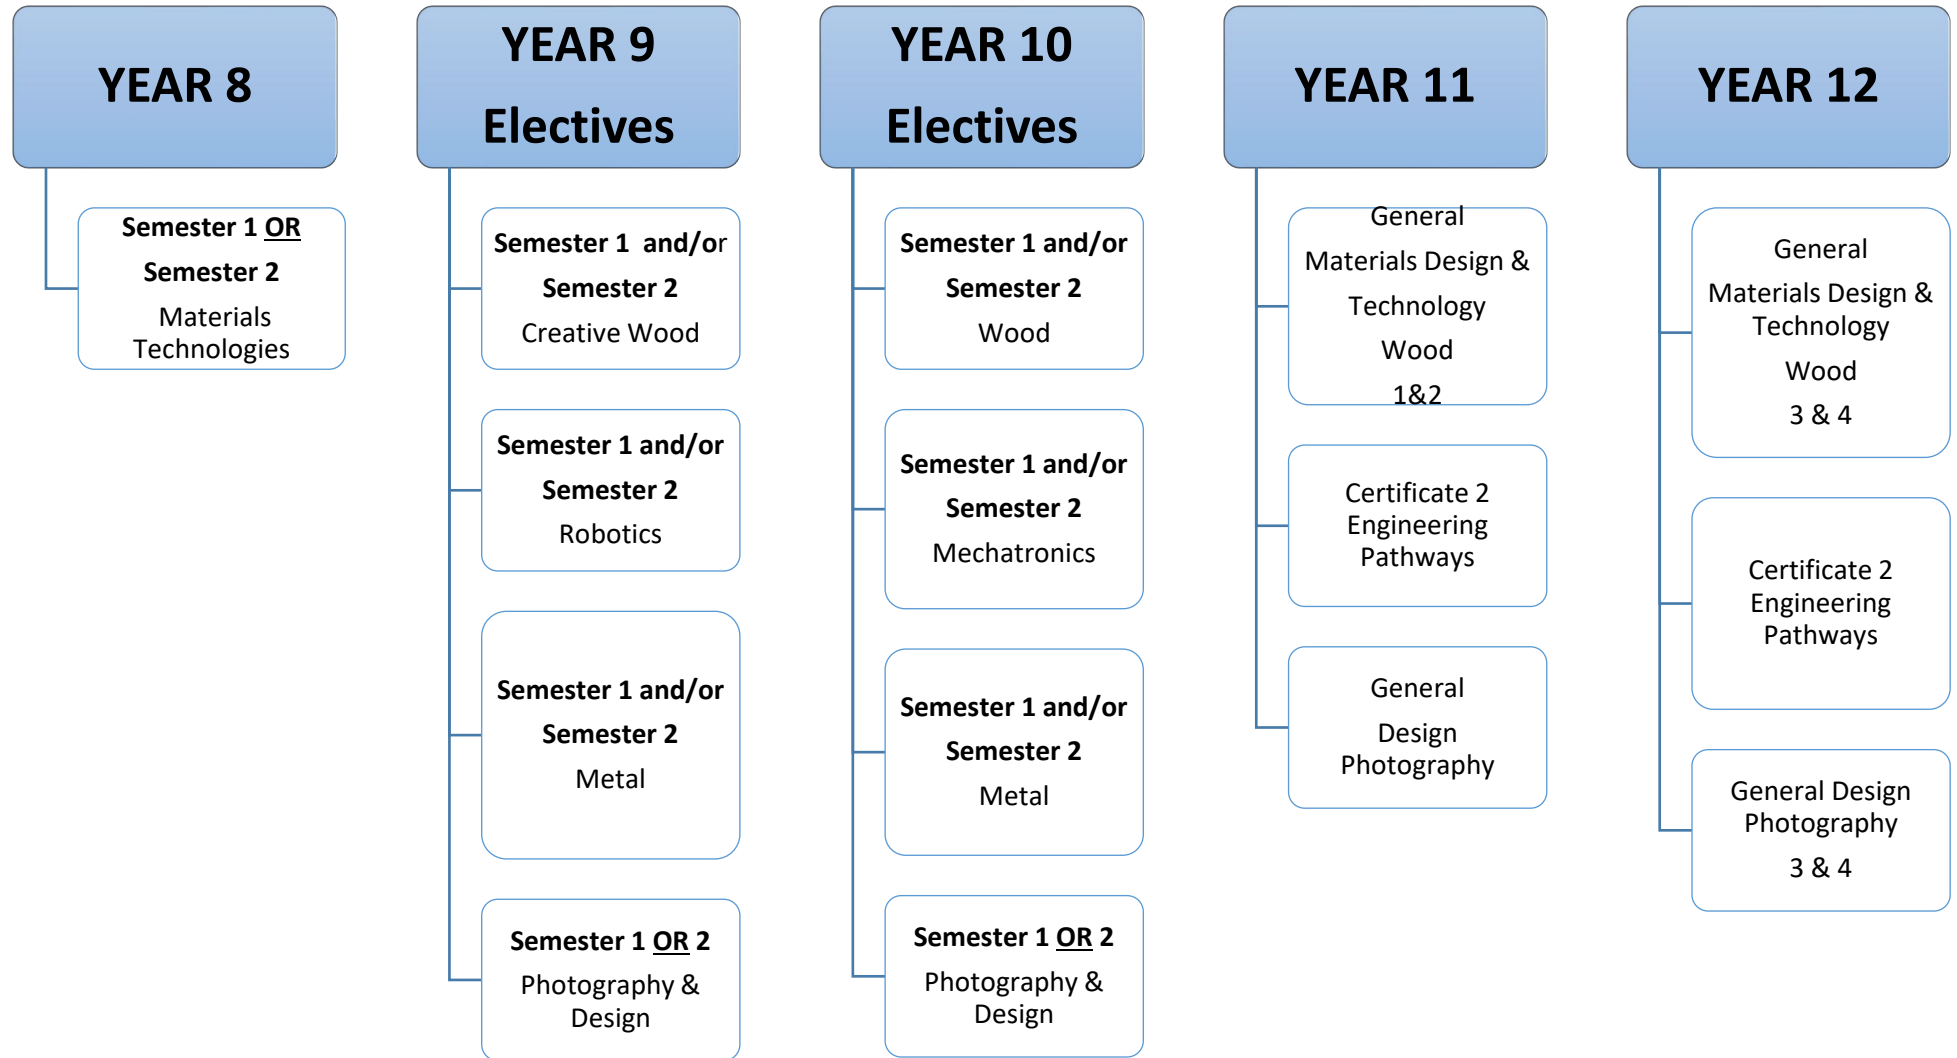 YEAR 8
Semester 1 OR
Semester 2
Materials
Technologies
YEAR 9
Electives
Semester 1  and/or
Semester 2
Creative Wood
Semester 1 and/or
Semester 2
Robotics
Semester 1 and/or
Semester 2
Metal
Semester 1 OR 2
Photography &
Design
YEAR 10
Electives
Semester 1 and/or
Semester 2
Wood
Semester 1 and/or
Semester 2
Mechatronics
Semester 1 and/or
Semester 2
Metal
Semester 1 OR 2
Photography &
Design
YEAR 11
General
Materials Design &
Technology
Wood
1&2
Certificate 2
Engineering
Pathways
General
Design
Photography
YEAR 12
General
Materials Design &
Technology
Wood
3 & 4
Certificate 2
Engineering
Pathways
General Design
Photography
3 & 4